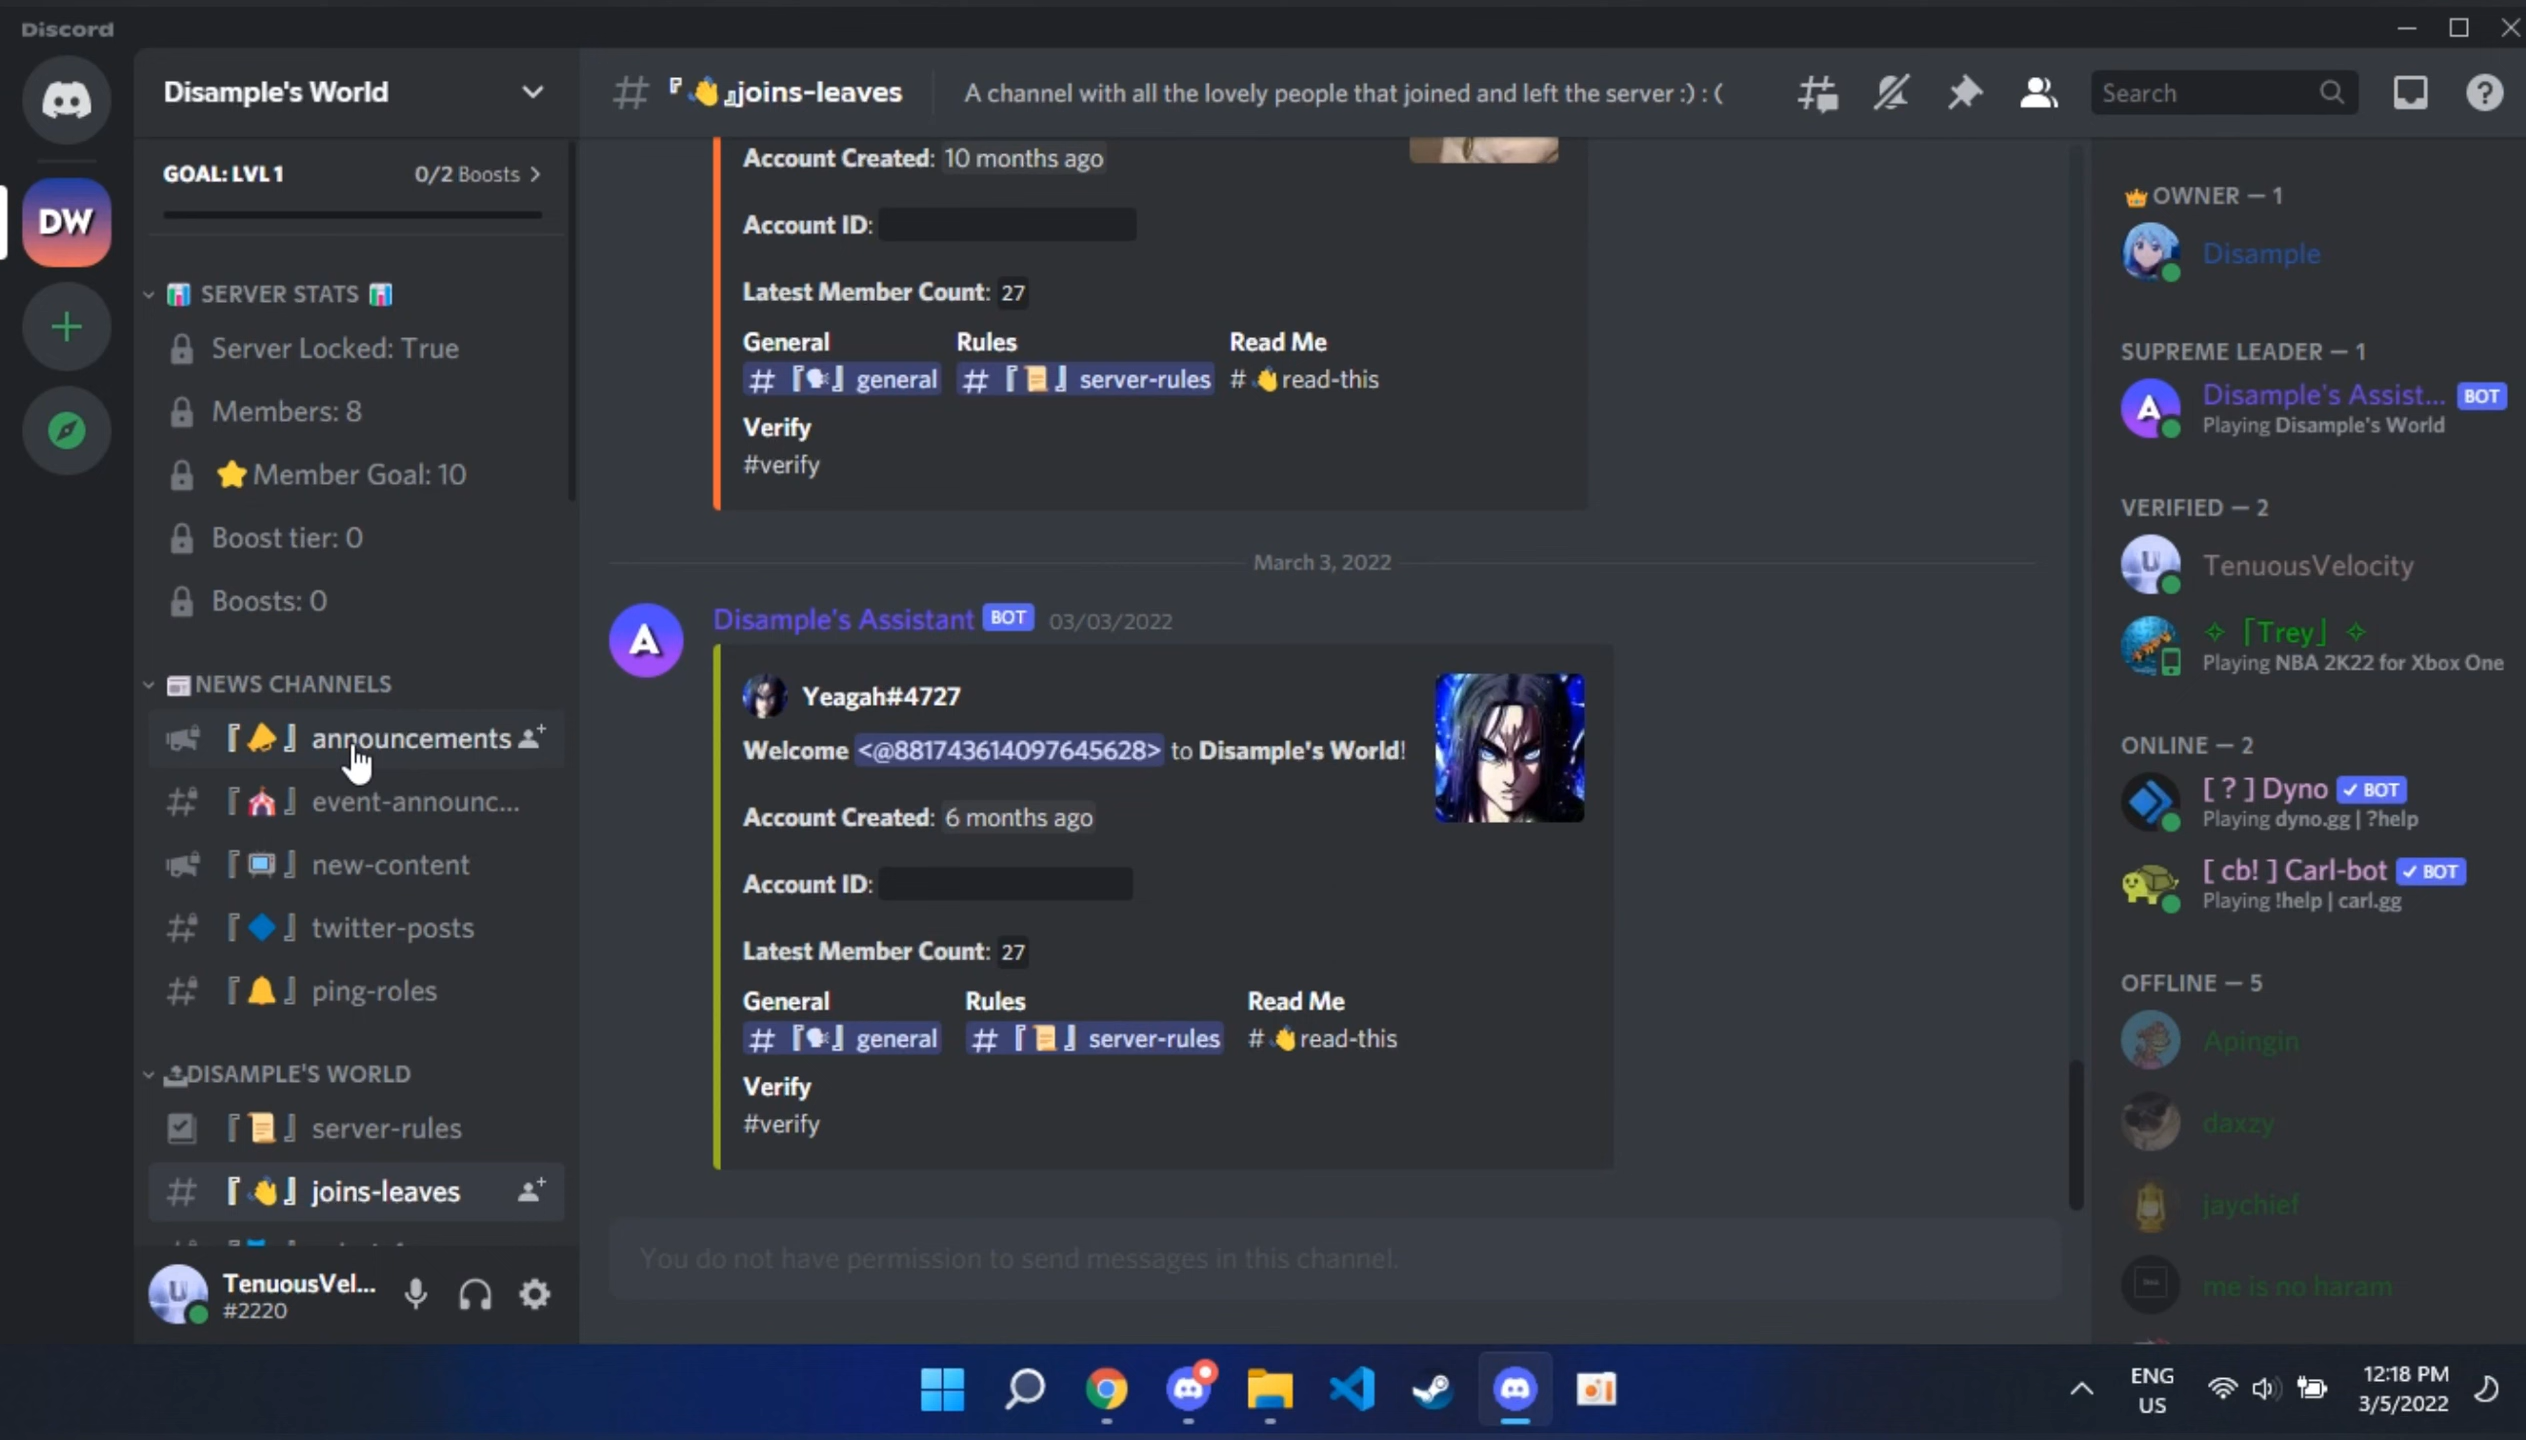 Discord
Disample's World
GOAL: LVL 1
0/2 Boosts
DW
SERVER STATS
Server Locked: True
Members: 8
⭐Member Goal: 10
Boost tier: 0
Boosts: 0
NEWS CHANNELS
『📣』announcements
『🎪』event-announc...
『📺』new-content
『🔷』twitter-posts
『🔔』ping-roles
DISAMPLE'S WORLD
『📜』server-rules
『👋』joins-leaves
TenuousVel...
#2220
『👋』joins-leaves
A channel with all the lovely people that joined and left the server :) : (
Search
Account Created: 10 months ago
Account ID:
Latest Member Count: 27
General Rules Read Me
# 『🗣』general # 『📜』server-rules # 👋read-this
Verify
#verify
March 3, 2022
Disample's Assistant BOT 03/03/2022
Yeagah#4727
Welcome <@881743614097645628> to Disample's World!
Account Created: 6 months ago
Account ID:
Latest Member Count: 27
General Rules Read Me
# 『🗣』general # 『📜』server-rules # 👋read-this
Verify
#verify
You do not have permission to send messages in this channel.
👑OWNER — 1
Disample
SUPREME LEADER — 1
Disample's Assist... BOT
Playing Disample's World
VERIFIED — 2
TenuousVelocity
✧「Trey」✧
Playing NBA 2K22 for Xbox One
ONLINE — 2
[ ? ] Dyno ✓ BOT
Playing dyno.gg | ?help
[ cb! ] Carl-bot ✓ BOT
Playing !help | carl.gg
OFFLINE — 5
Apingin
daxzy
jaychief
me is no haram
ENG
US
12:18 PM
3/5/2022